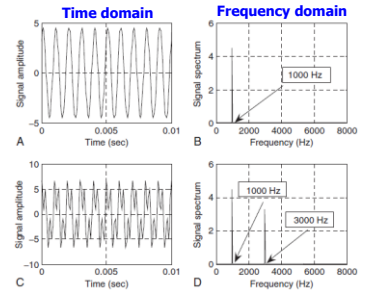 Time domain
Frequency domain
5
0
−5
Signal amplitude
0
0.005
0.01
A
Time (sec)
6
4
2
0
Signal spectrum
1000 Hz
0
2000
4000
6000
8000
B
Frequency (Hz)
10
5
0
−5
−10
Signal amplitude
0
0.005
0.01
C
Time (sec)
6
4
2
0
Signal spectrum
1000 Hz
3000 Hz
0
2000
4000
6000
8000
D
Frequency (Hz)